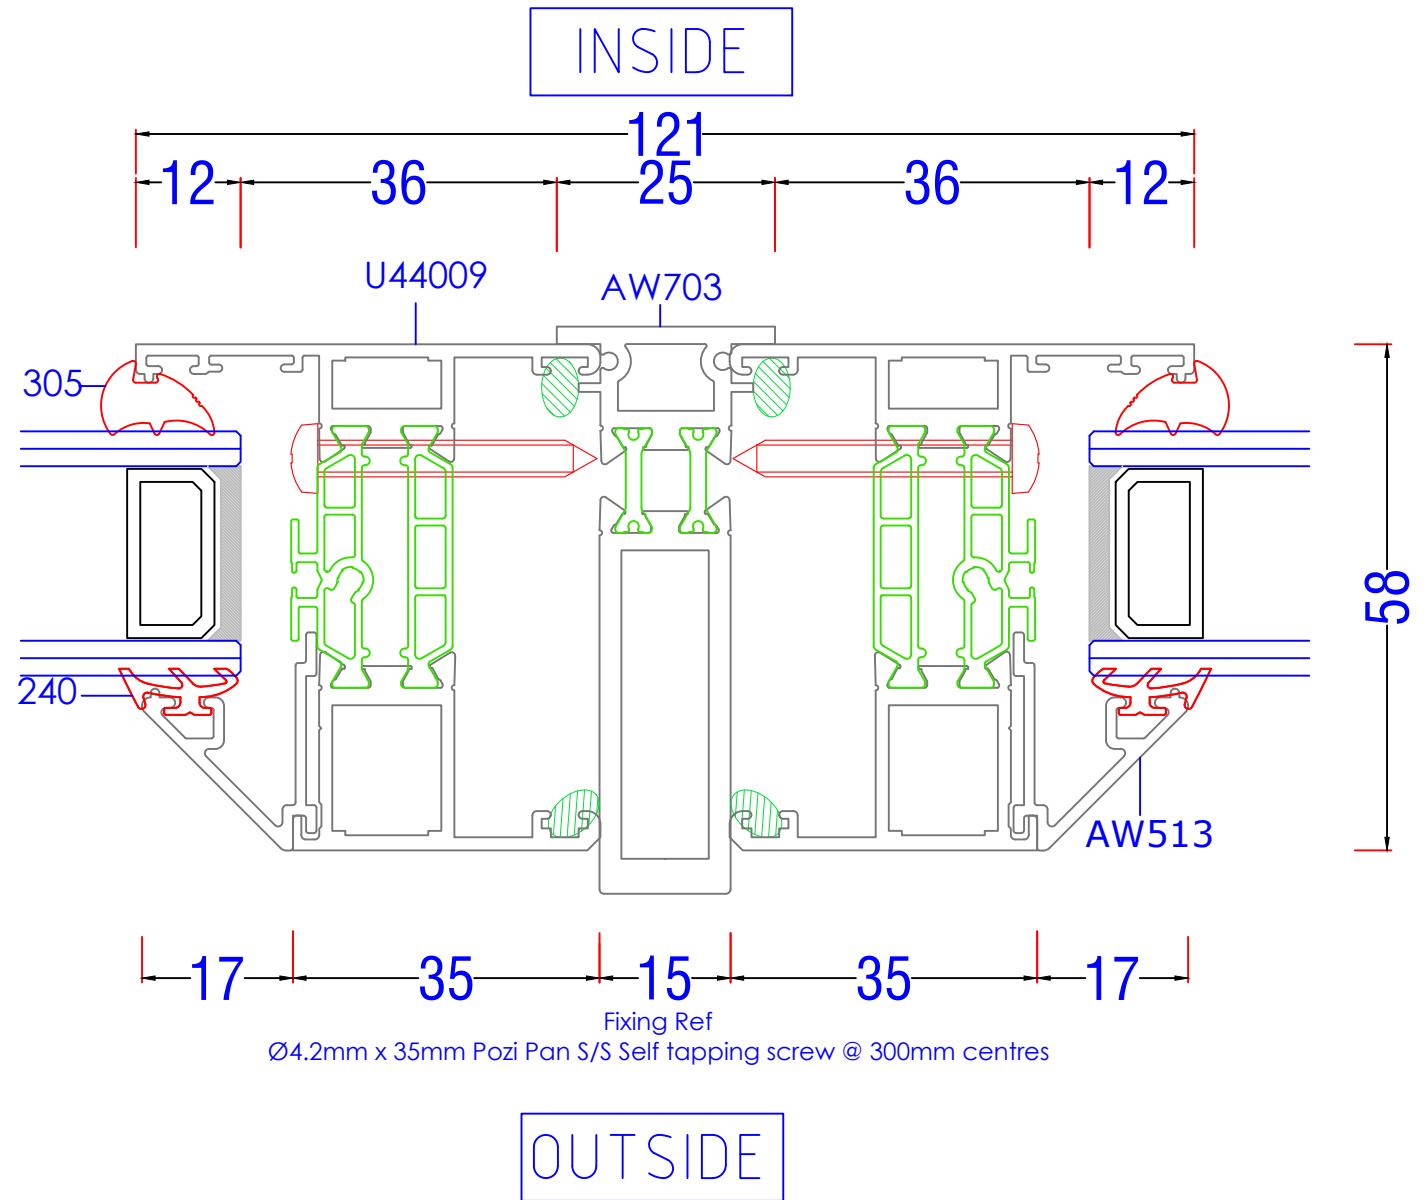 INSIDE
121
12 36 25 36 12
U44009
AW703
305
240
58
AW513
17 35 15 35 17
Fixing Ref
Ø4.2mm x 35mm Pozi Pan S/S Self tapping screw @ 300mm centres
OUTSIDE